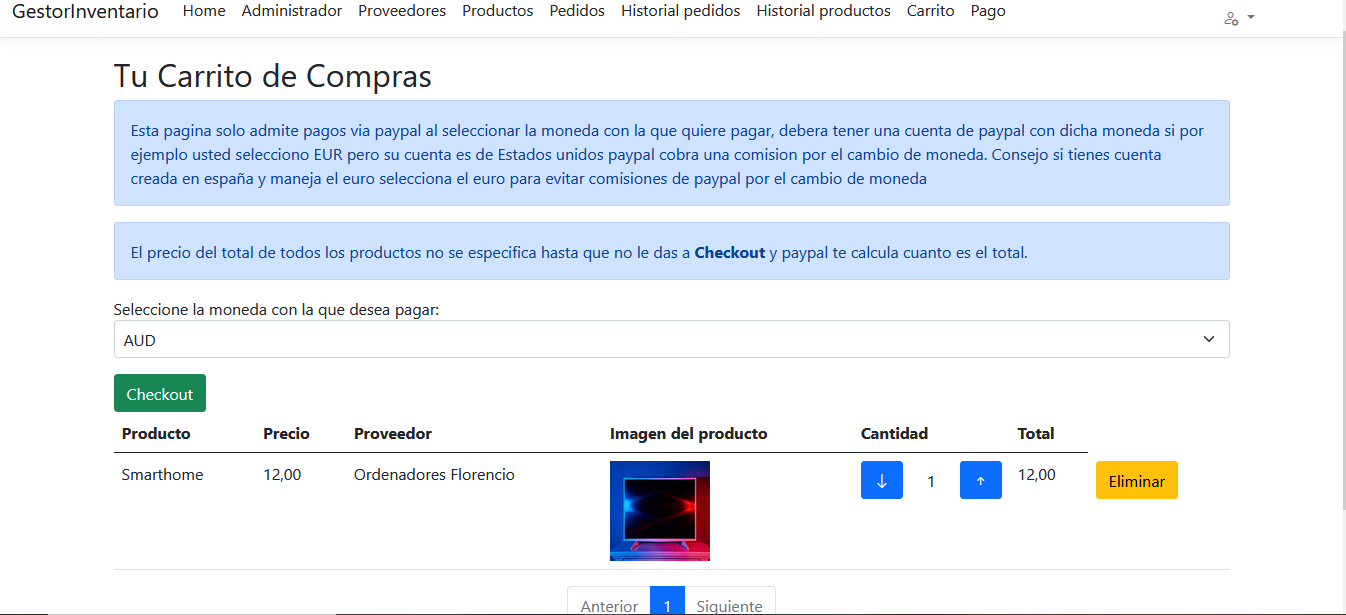 GestorInventario Home Administrador Proveedores Productos Pedidos Historial pedidos Historial productos Carrito Pago
Tu Carrito de Compras
Esta pagina solo admite pagos via paypal al seleccionar la moneda con la que quiere pagar, debera tener una cuenta de paypal con dicha moneda si por
ejemplo usted selecciono EUR pero su cuenta es de Estados unidos paypal cobra una comision por el cambio de moneda. Consejo si tienes cuenta
creada en españa y maneja el euro selecciona el euro para evitar comisiones de paypal por el cambio de moneda
El precio del total de todos los productos no se especifica hasta que no le das a Checkout y paypal te calcula cuanto es el total.
Seleccione la moneda con la que desea pagar:
AUD
Checkout
Producto Precio Proveedor Imagen del producto Cantidad Total
Smarthome 12,00 Ordenadores Florencio ↓ 1 ↑ 12,00 Eliminar
Anterior 1 Siguiente